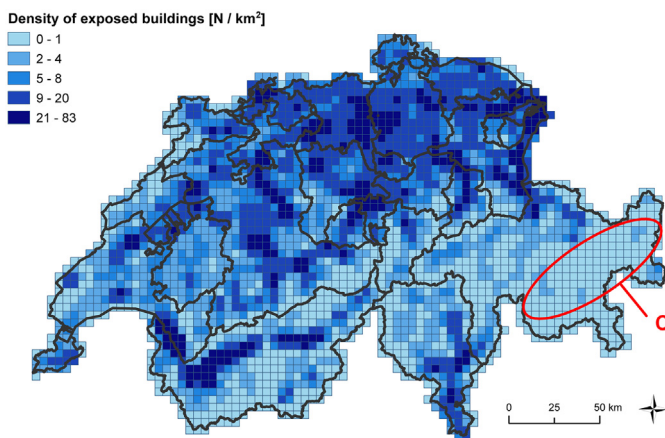 Density of exposed buildings [N / km²]
0 - 1
2 - 4
5 - 8
9 - 20
21 - 83
C
0 25 50 km